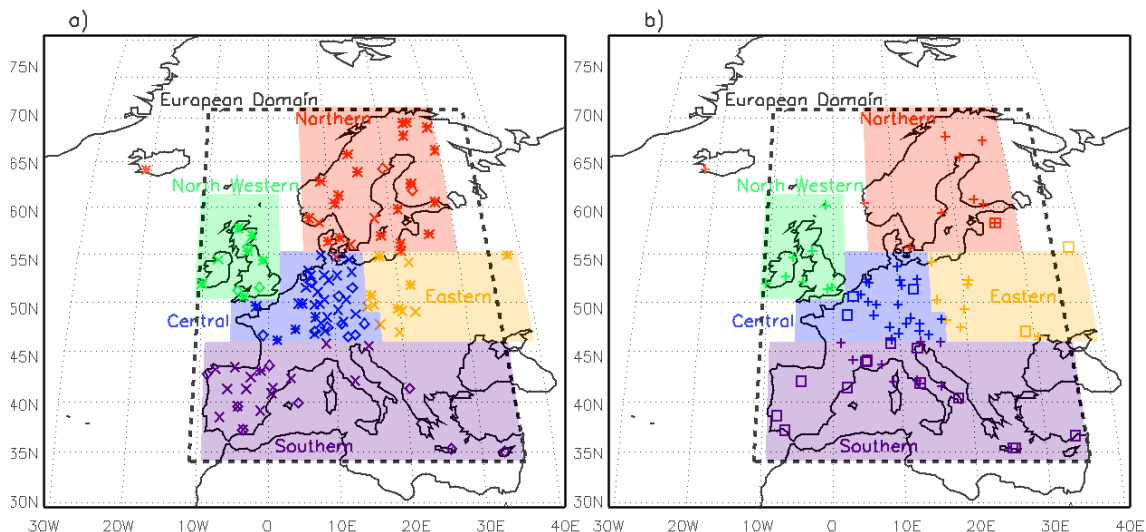 a)
b)
75N
70N
65N
60N
55N
50N
45N
40N
35N
30N
European Domain
Northern
North-Western
Eastern
Central
Southern
30W 20W 10W 0 10E 20E 30E 40E
75N
70N
65N
60N
55N
50N
45N
40N
35N
30N
European Domain
Northern
North-Western
Eastern
Central
Southern
30W 20W 10W 0 10E 20E 30E 40E